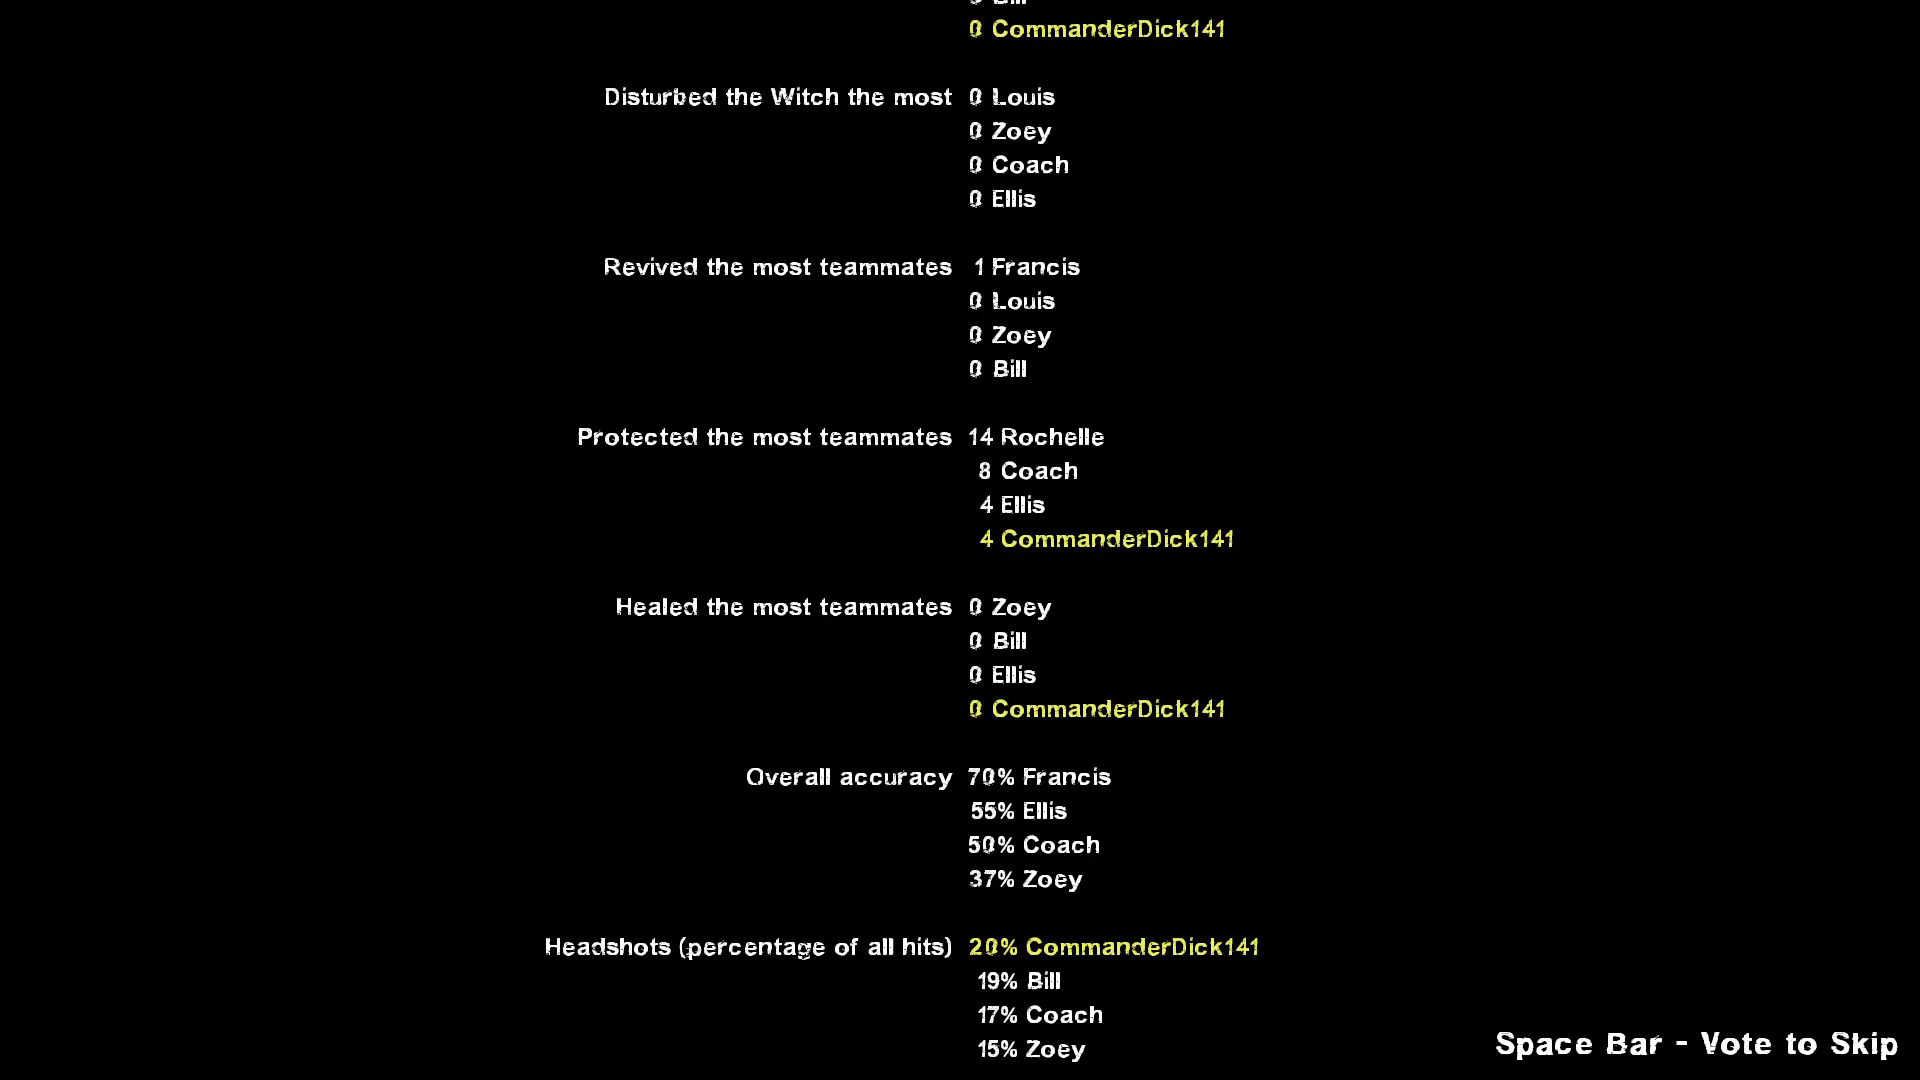 0 Bill
0 CommanderDick141
Disturbed the Witch the most 0 Louis
0 Zoey
0 Coach
0 Ellis
Revived the most teammates 1 Francis
0 Louis
0 Zoey
0 Bill
Protected the most teammates 14 Rochelle
8 Coach
4 Ellis
4 CommanderDick141
Healed the most teammates 0 Zoey
0 Bill
0 Ellis
0 CommanderDick141
Overall accuracy 70% Francis
55% Ellis
50% Coach
37% Zoey
Headshots (percentage of all hits) 20% CommanderDick141
19% Bill
17% Coach
15% Zoey
Space Bar - Vote to Skip